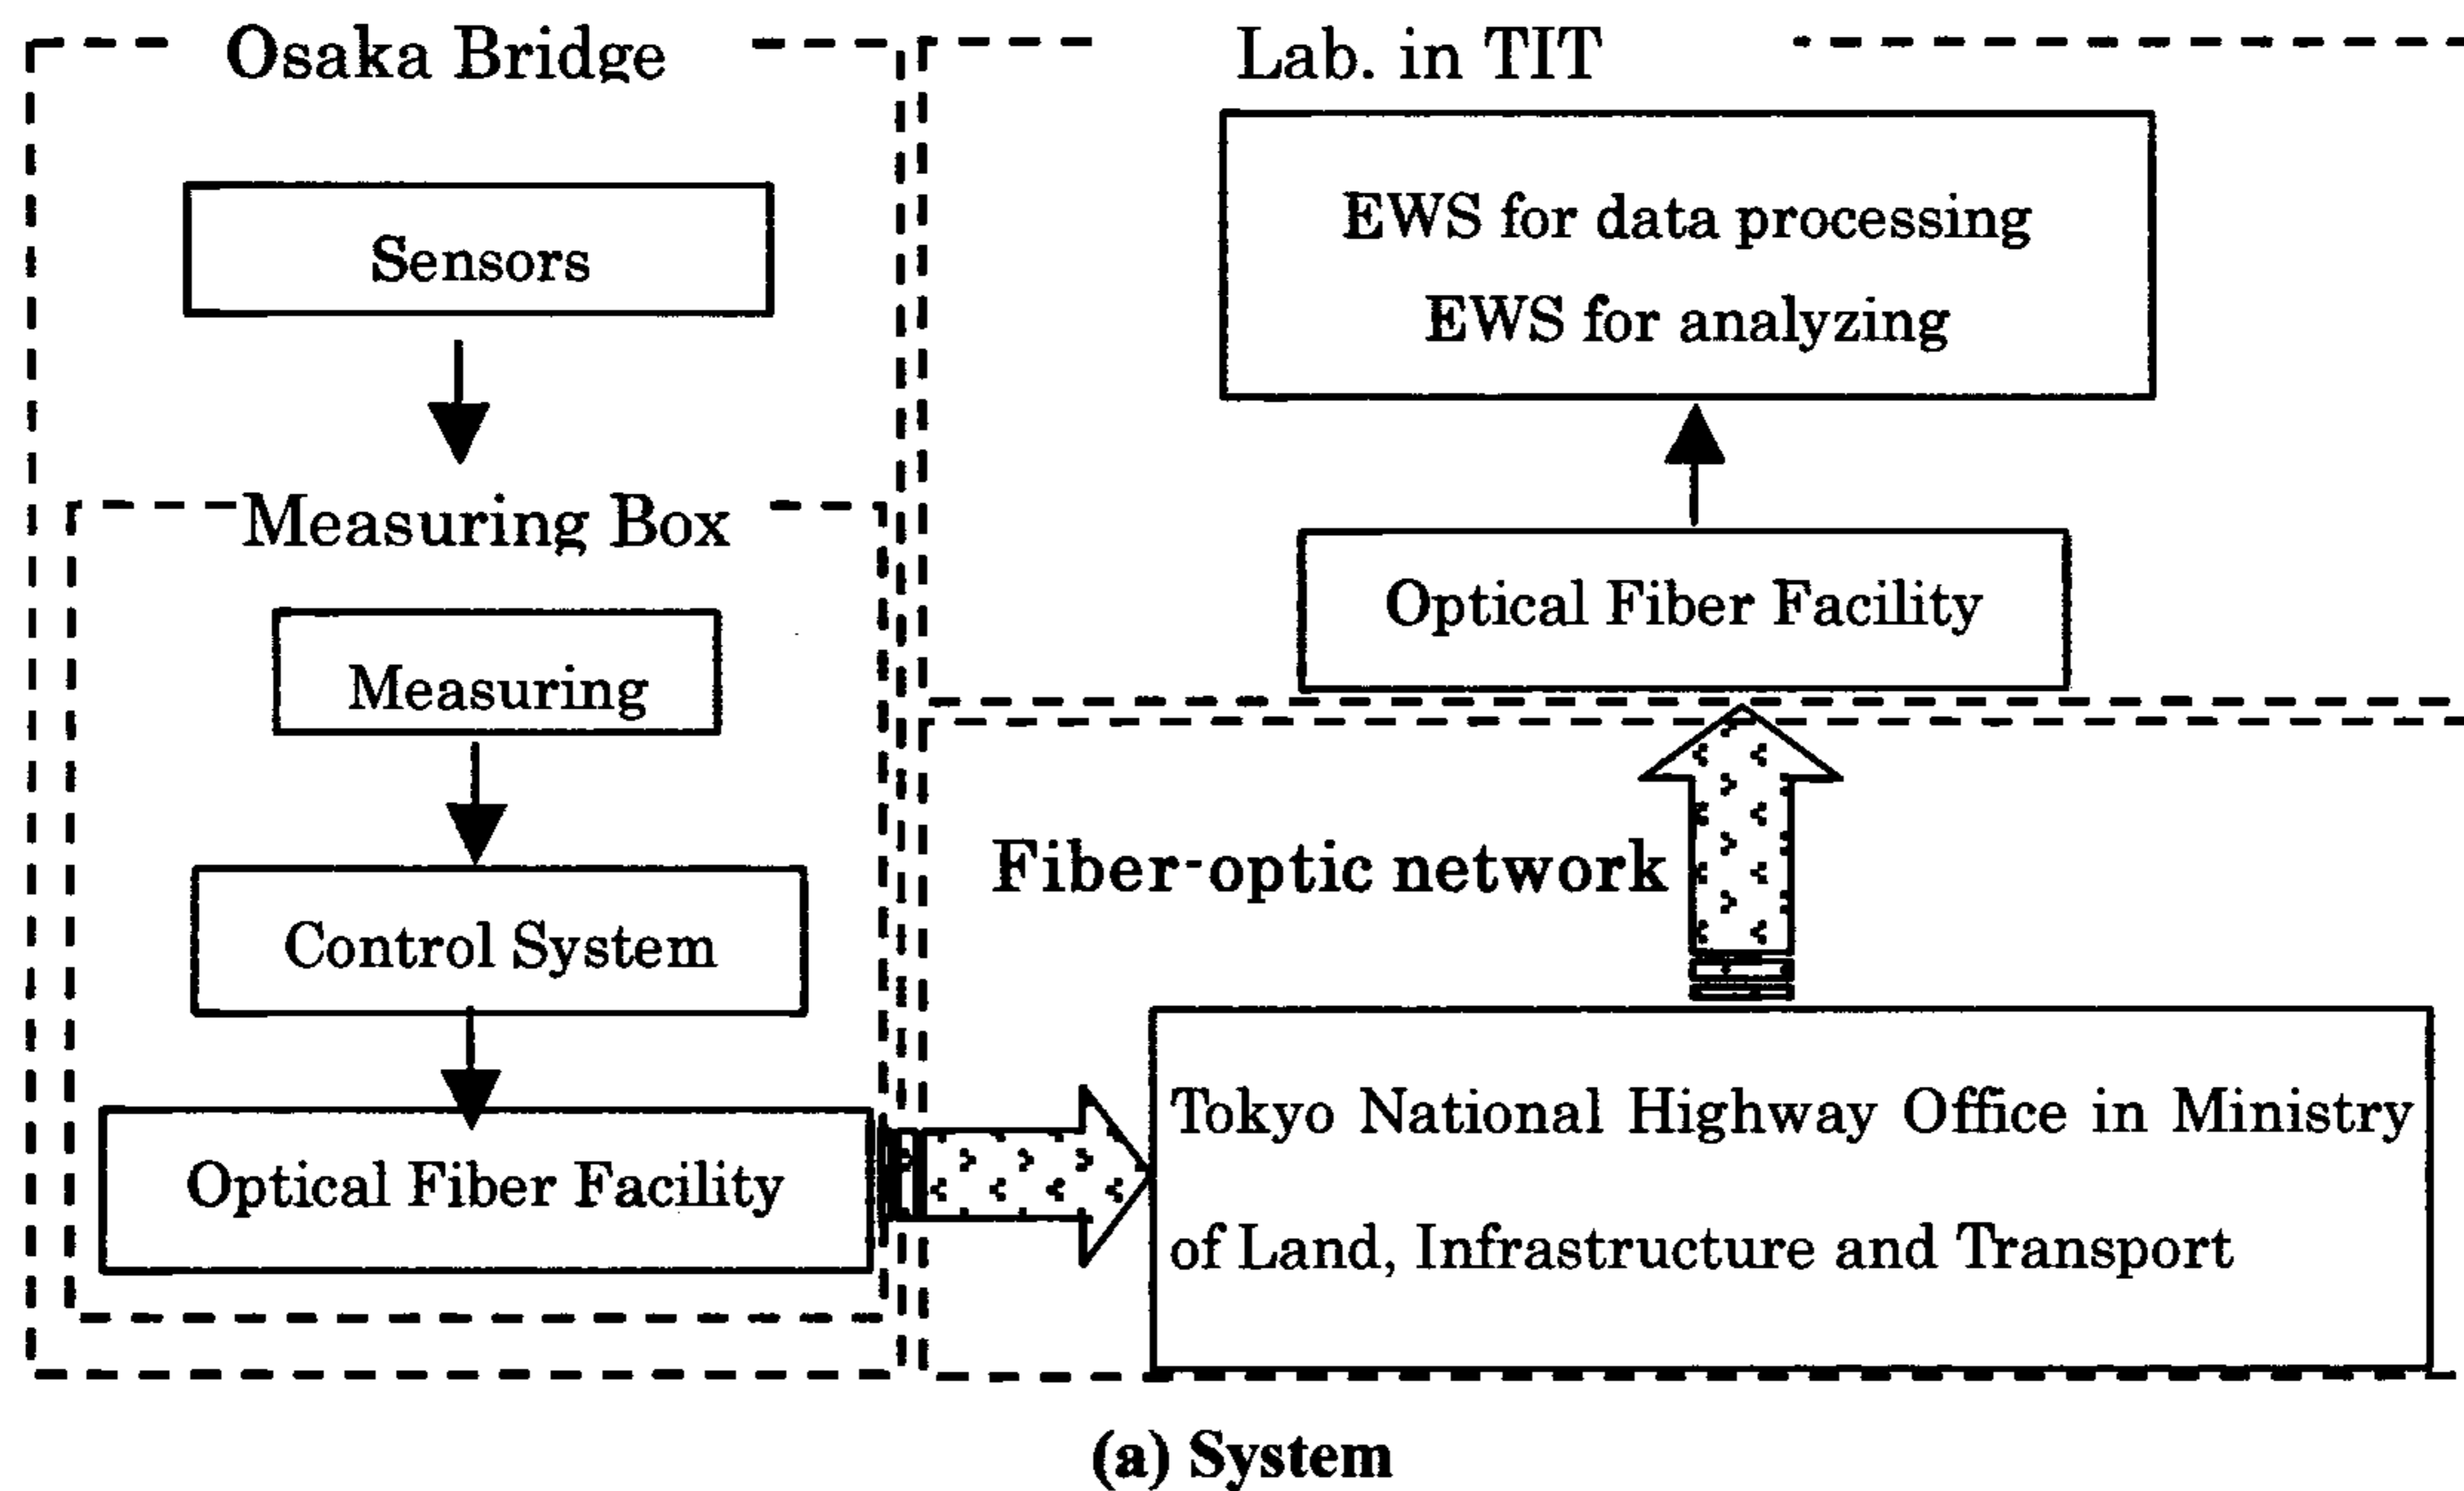 Osaka Bridge
Sensors
Measuring Box
Measuring
Control System
Optical Fiber Facility
Lab. in TIT
EWS for data processing
EWS for analyzing
Optical Fiber Facility
Fiber-optic network
Tokyo National Highway Office in Ministry
of Land, Infrastructure and Transport
(a) System